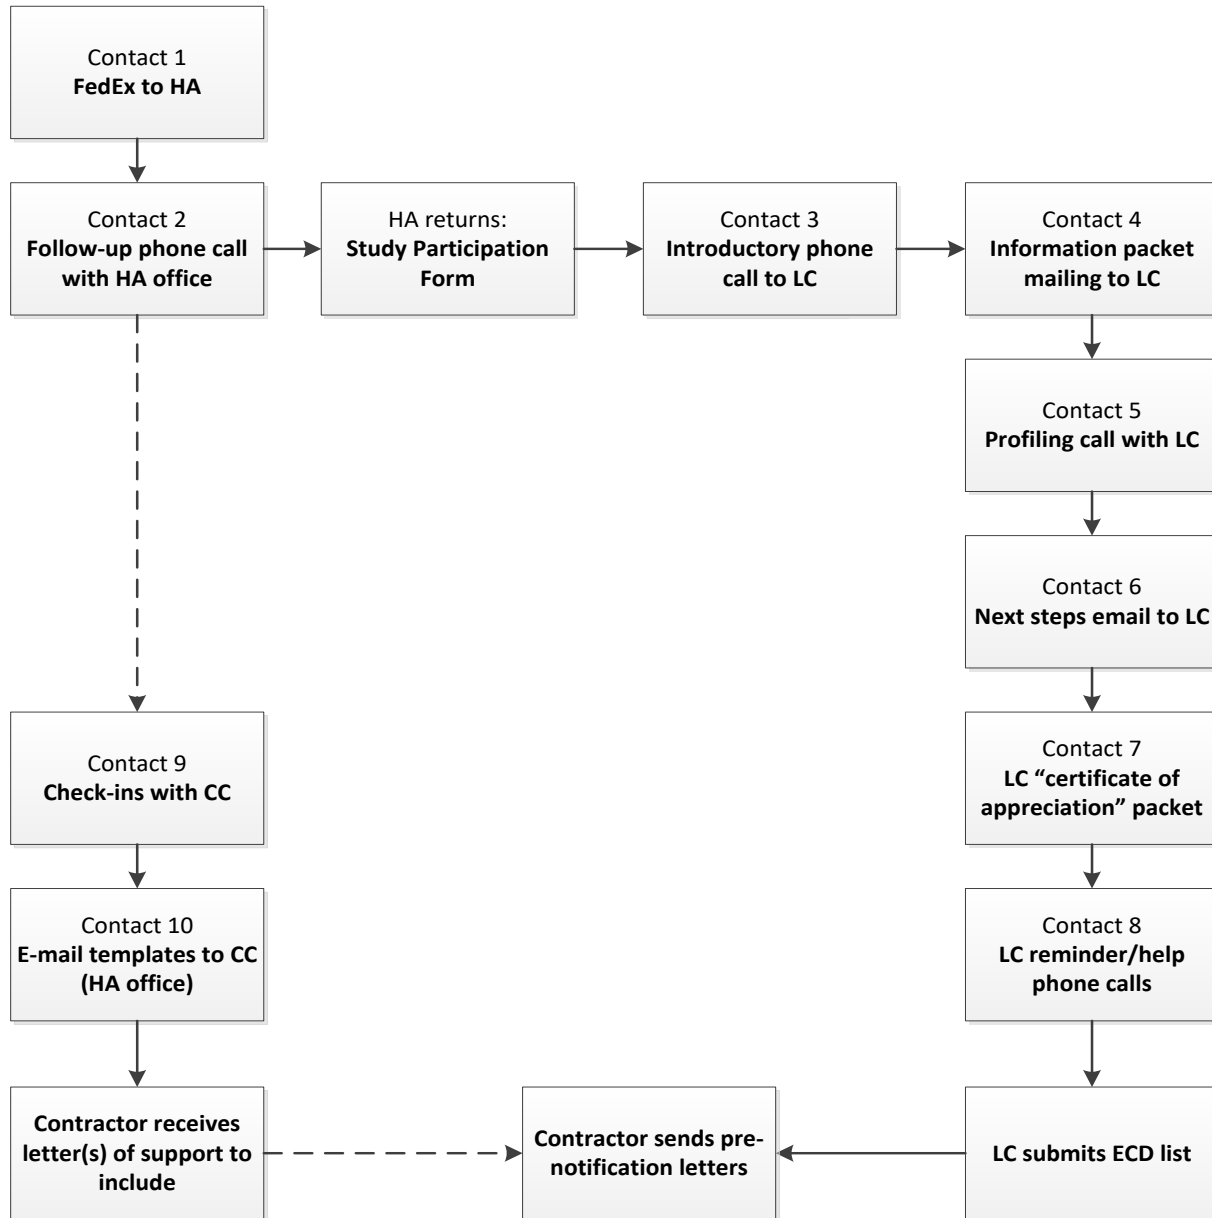 Contact 1
FedEx to HA
Contact 2
Follow-up phone call
with HA office
HA returns:
Study Participation
Form
Contact 3
Introductory phone
call to LC
Contact 4
Information packet
mailing to LC
Contact 5
Profiling call with LC
Contact 6
Next steps email to LC
Contact 9
Check-ins with CC
Contact 7
LC “certificate of
appreciation” packet
Contact 10
E-mail templates to CC
(HA office)
Contact 8
LC reminder/help
phone calls
Contractor receives
letter(s) of support to
include
Contractor sends pre-
notification letters
LC submits ECD list